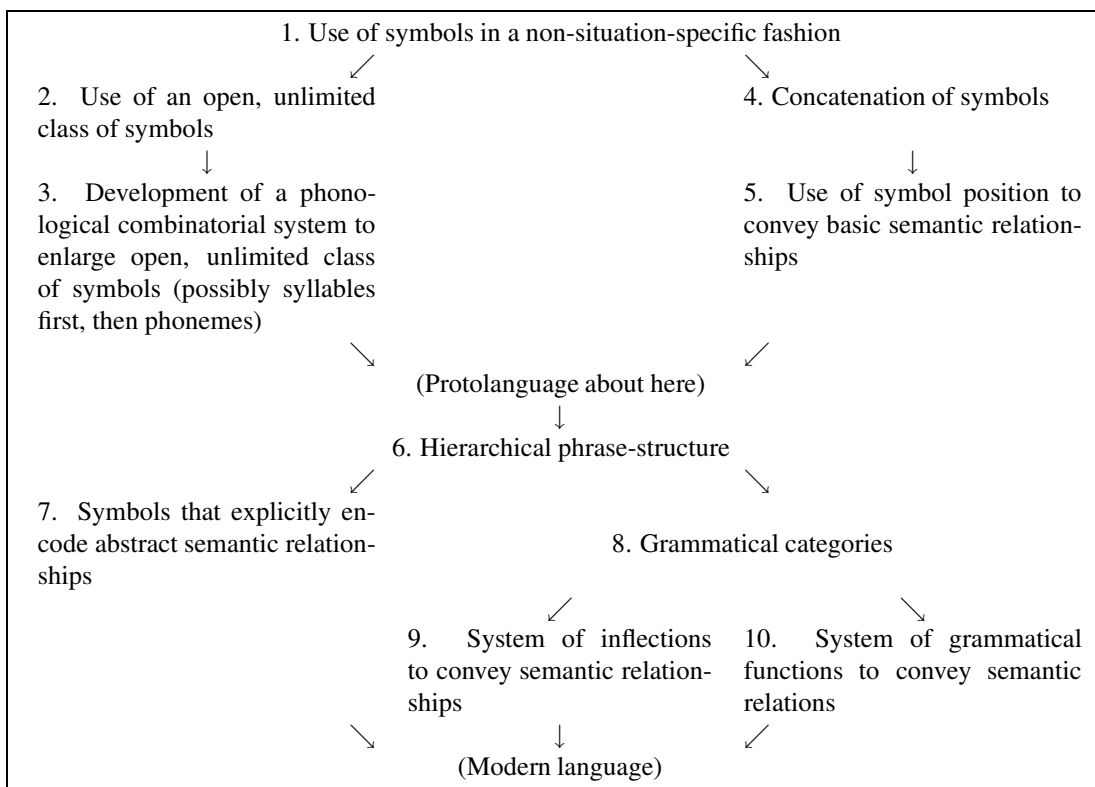 1. Use of symbols in a non-situation-specific fashion
↙ ↘
2. Use of an open, unlimited
class of symbols
4. Concatenation of symbols
↓ ↓
3. Development of a phono-
logical combinatorial system to
enlarge open, unlimited class
of symbols (possibly syllables
first, then phonemes)
5. Use of symbol position to
convey basic semantic relation-
ships
↘ ↙
(Protolanguage about here)
↓
6. Hierarchical phrase-structure
↙ ↘
7. Symbols that explicitly en-
code abstract semantic relation-
ships
8. Grammatical categories
↙ ↘
9. System of inflections
to convey semantic relation-
ships
10. System of grammatical
functions to convey semantic
relations
↘ ↓ ↙
(Modern language)